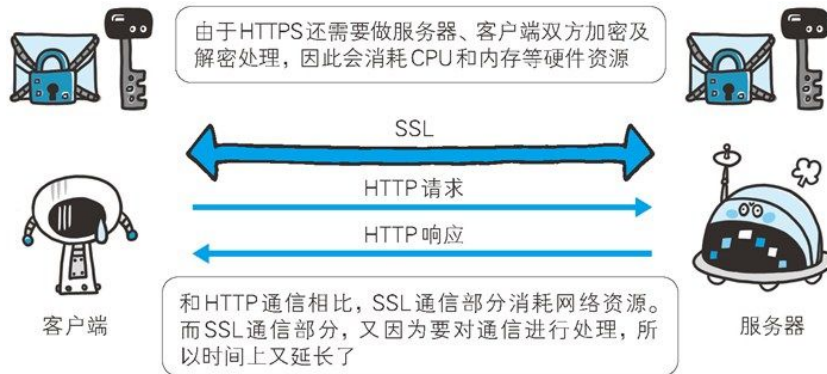 由于HTTPS还需要做服务器、客户端双方加密及
解密处理，因此会消耗CPU和内存等硬件资源
SSL
HTTP请求
HTTP响应
客户端
服务器
和HTTP通信相比，SSL通信部分消耗网络资源。
而SSL通信部分，又因为要对通信进行处理，所
以时间上又延长了